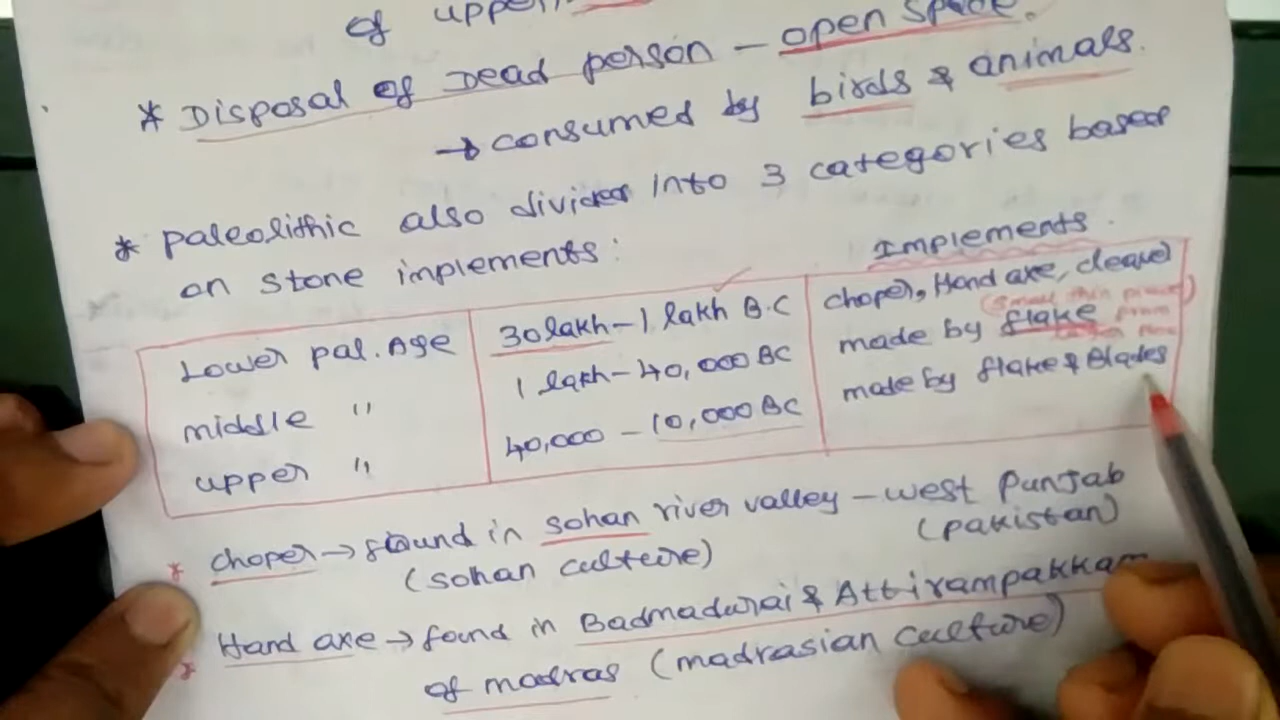 of upper
* Disposal of Dead person – open space.
→ consumed by birds & animals.
* paleolithic also divided into 3 categories based
on stone implements:
Implements.
Lower pal. Age 30 lakh – 1 lakh B.C choper, Hand axe, cleaver
middle " 1 lakh – 40,000 BC made by flake
upper " 40,000 – 10,000 BC made by flake & Blades
* choper → found in sohan river valley – west punjab
(sohan culture) (pakistan)
* Hand axe → found in Badmadurai & Attirampakkam
of madras (madrasian culture)